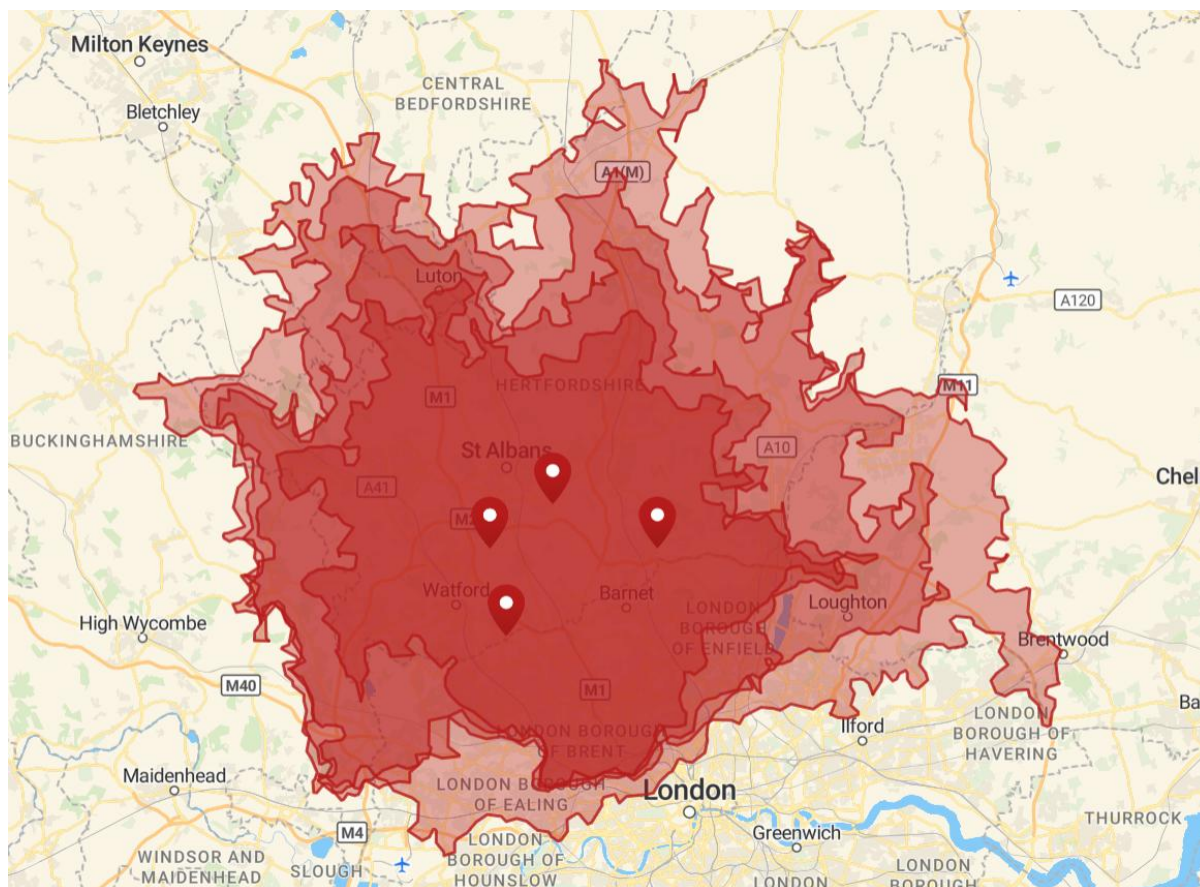 Milton Keynes
CENTRAL
BEDFORDSHIRE
Bletchley
A1(M)
Luton
A120
HERTFORDSHIRE
M11
M1
BUCKINGHAMSHIRE
St Albans
A10
A41
Chel
Watford
Barnet
LONDON
BOROUGH
OF ENFIELD
Loughton
High Wycombe
Brentwood
M40
M1
LONDON
BOROUGH OF
HAVERING
Ba
LONDON BOROUGH
OF BRENT
Ilford
Maidenhead
LONDON BOROUGH
OF EALING
London
THURROCK
M4
Greenwich
WINDSOR AND
MAIDENHEAD
SLOUGH
LONDON
BOROUGH OF
HOUNSLOW
LONDON
LONDON
BOROUGH